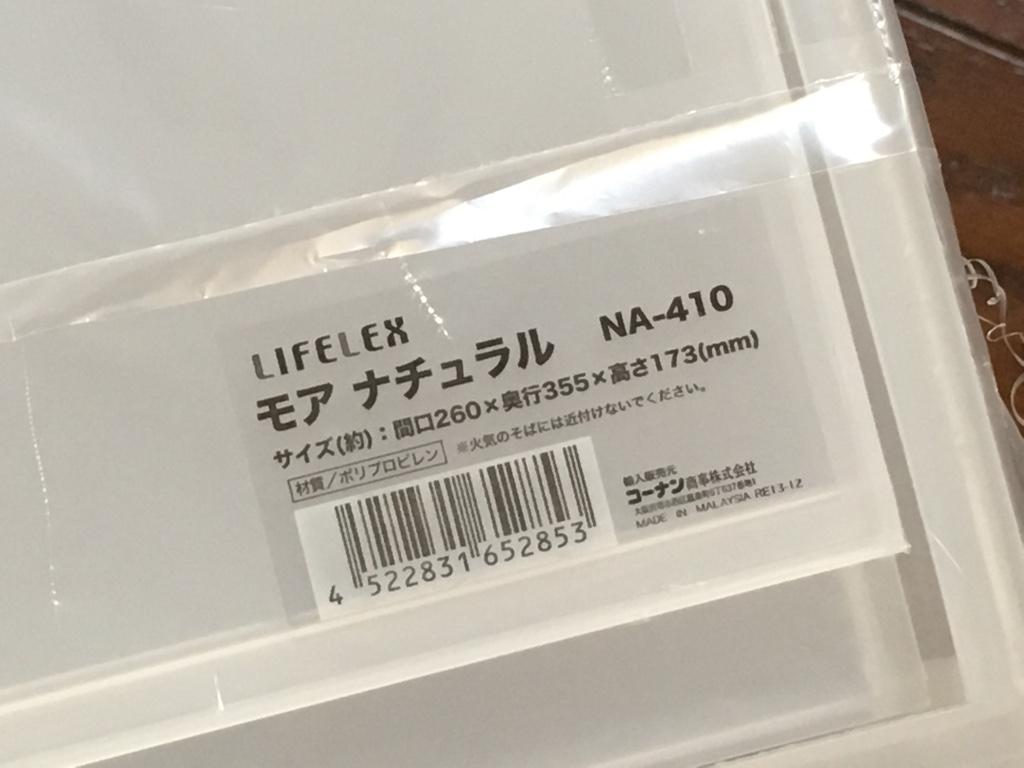 LIFELEX
モア ナチュラル NA-410
サイズ(約):間口260×奥行355×高さ173(mm)
材質/ポリプロピレン ※火気のそばには近付けないでください。
4 522831 652853
輸入販売元
コーナン商事株式会社
MADE IN MALAYSIA RE13-12